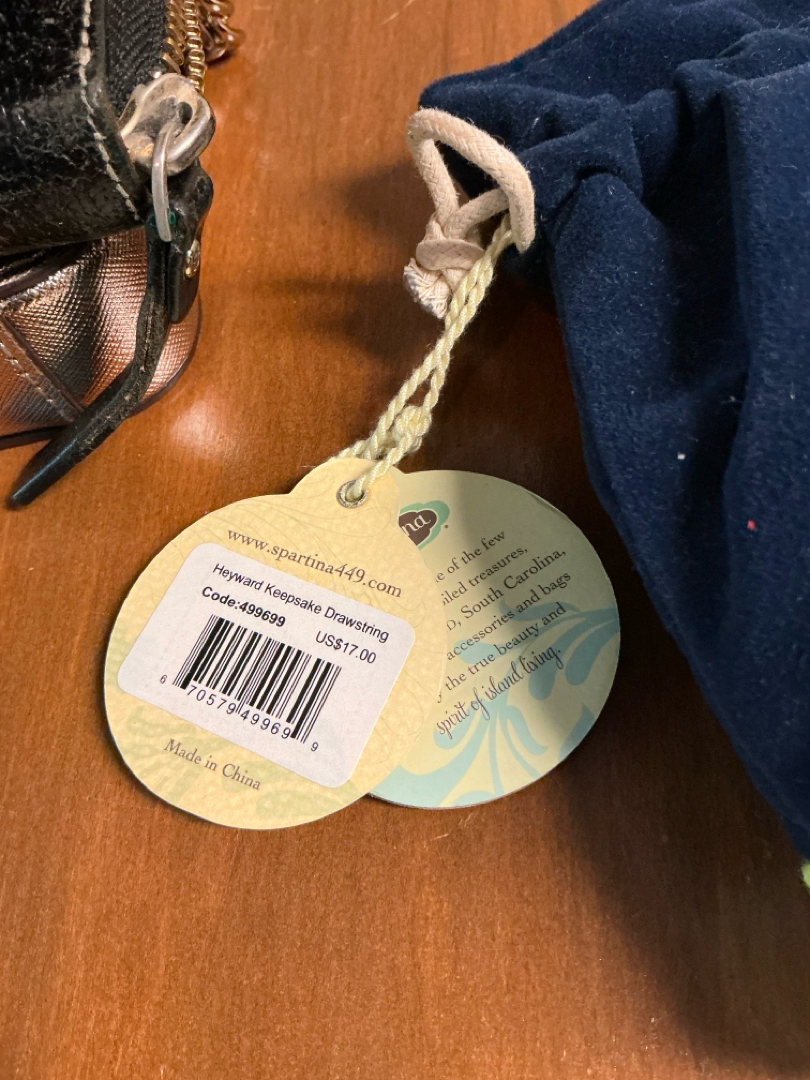 www.spartina449.com
Heyward Keepsake Drawstring
Code:499699
US$17.00
6 70579 49969 9
Made in China
of the few
treasures,
South Carolina,
accessories and bags
the true beauty and
spirit of island living.